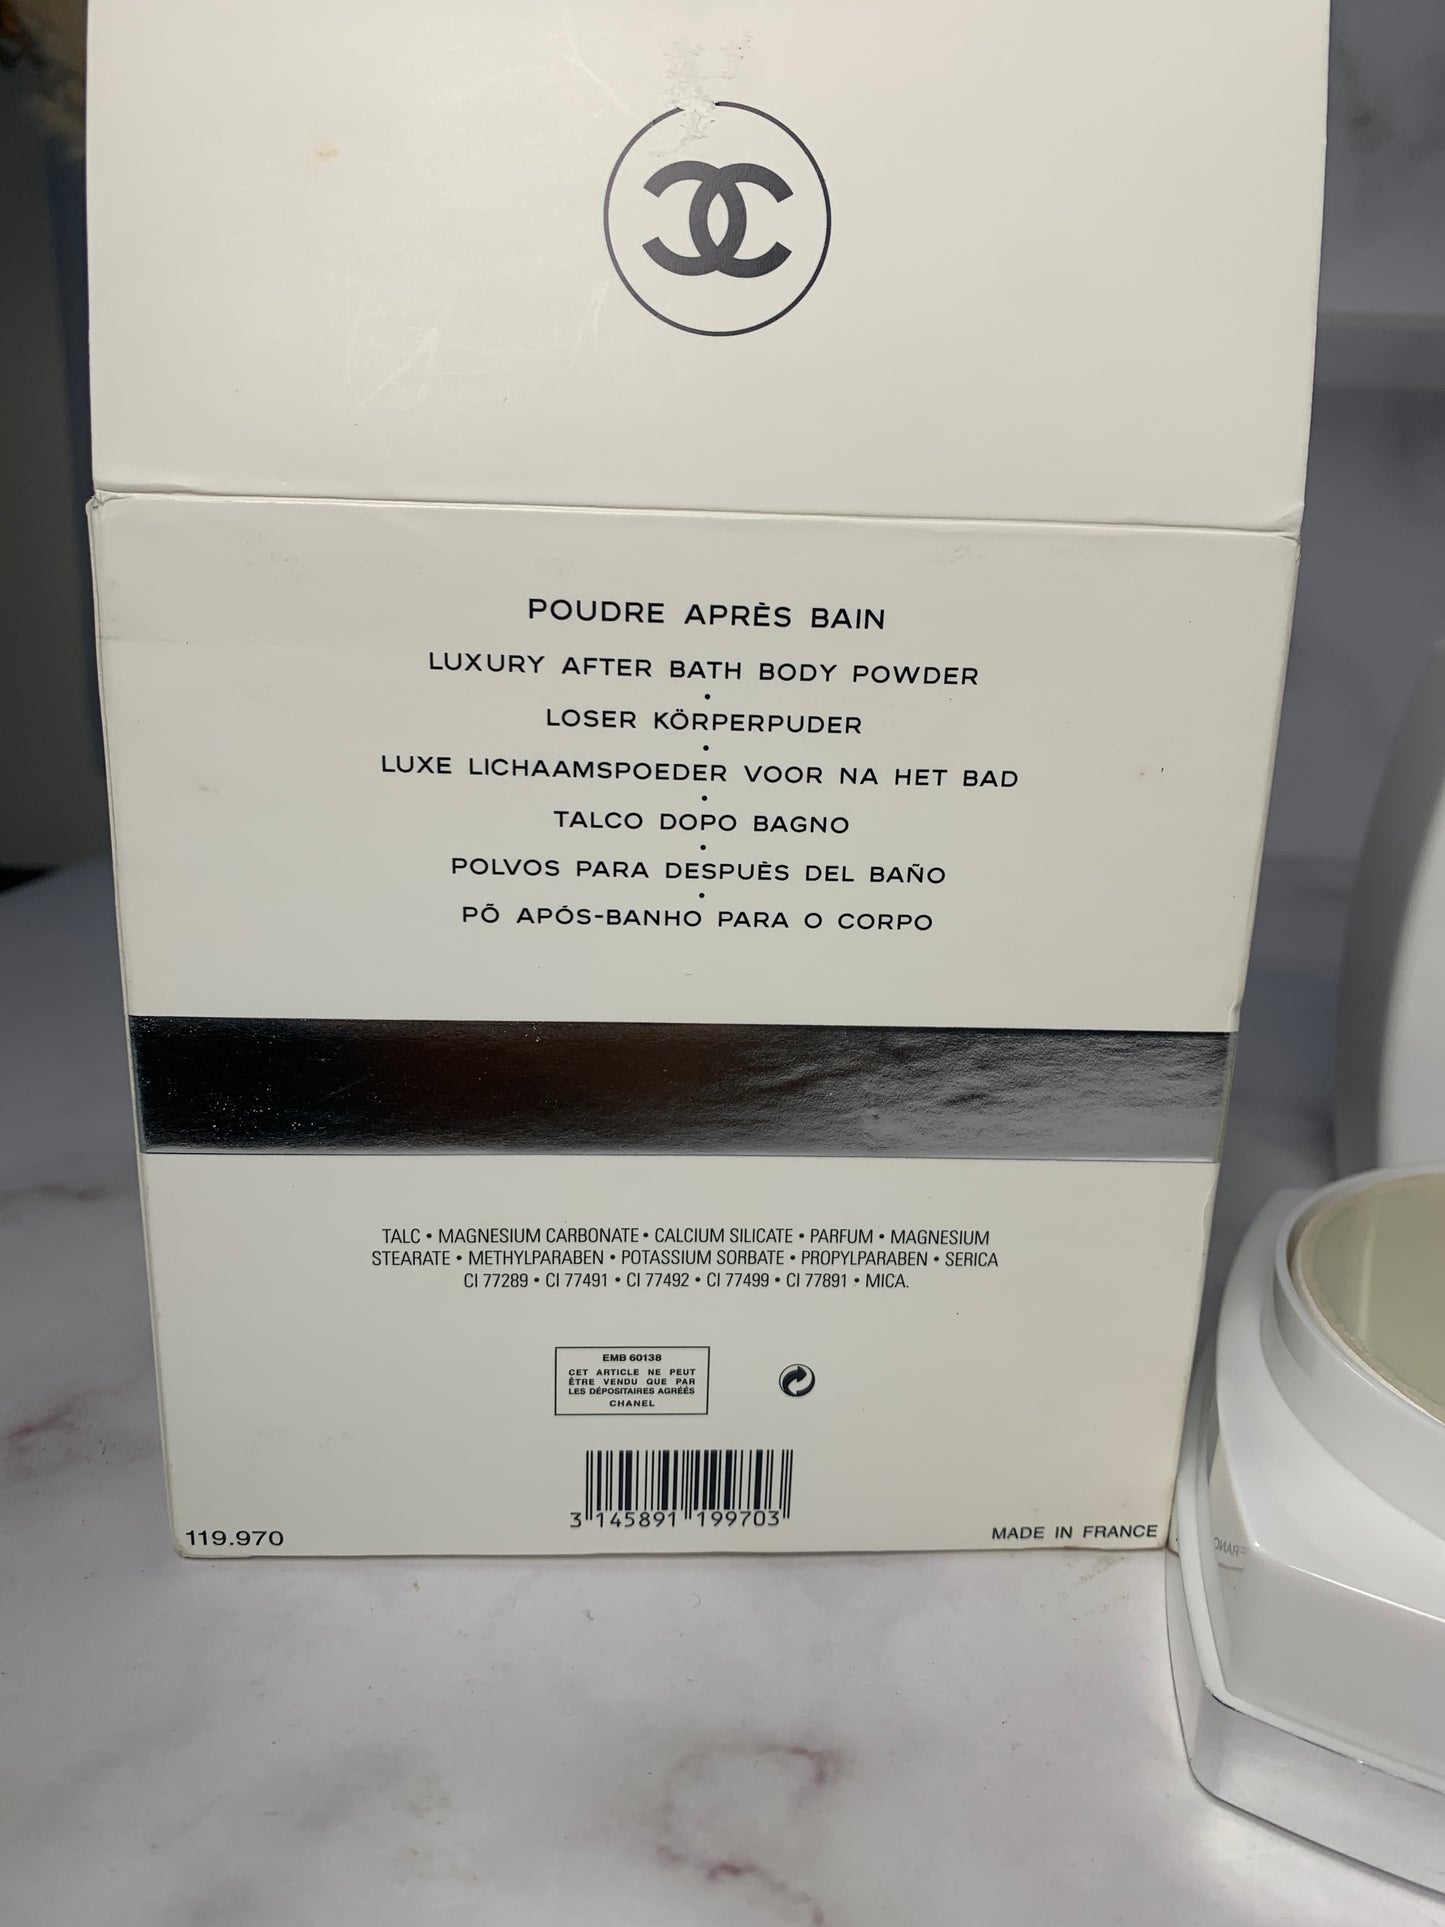 POUDRE APRÈS BAIN
LUXURY AFTER BATH BODY POWDER
•
LOSER KÖRPERPUDER
•
LUXE LICHAAMSPOEDER VOOR NA HET BAD
•
TALCO DOPO BAGNO
•
POLVOS PARA DESPUÈS DEL BAÑO
•
PÕ APÓS-BANHO PARA O CORPO
TALC • MAGNESIUM CARBONATE • CALCIUM SILICATE • PARFUM • MAGNESIUM
STEARATE • METHYLPARABEN • POTASSIUM SORBATE • PROPYLPARABEN • SERICA
CI 77289 • CI 77491 • CI 77492 • CI 77499 • CI 77891 • MICA.
EMB 60138
CET ARTICLE NE PEUT
ÊTRE VENDU QUE PAR
LES DÉPOSITAIRES AGRÉÉS
CHANEL
3 145891 199703
119.970
MADE IN FRANCE